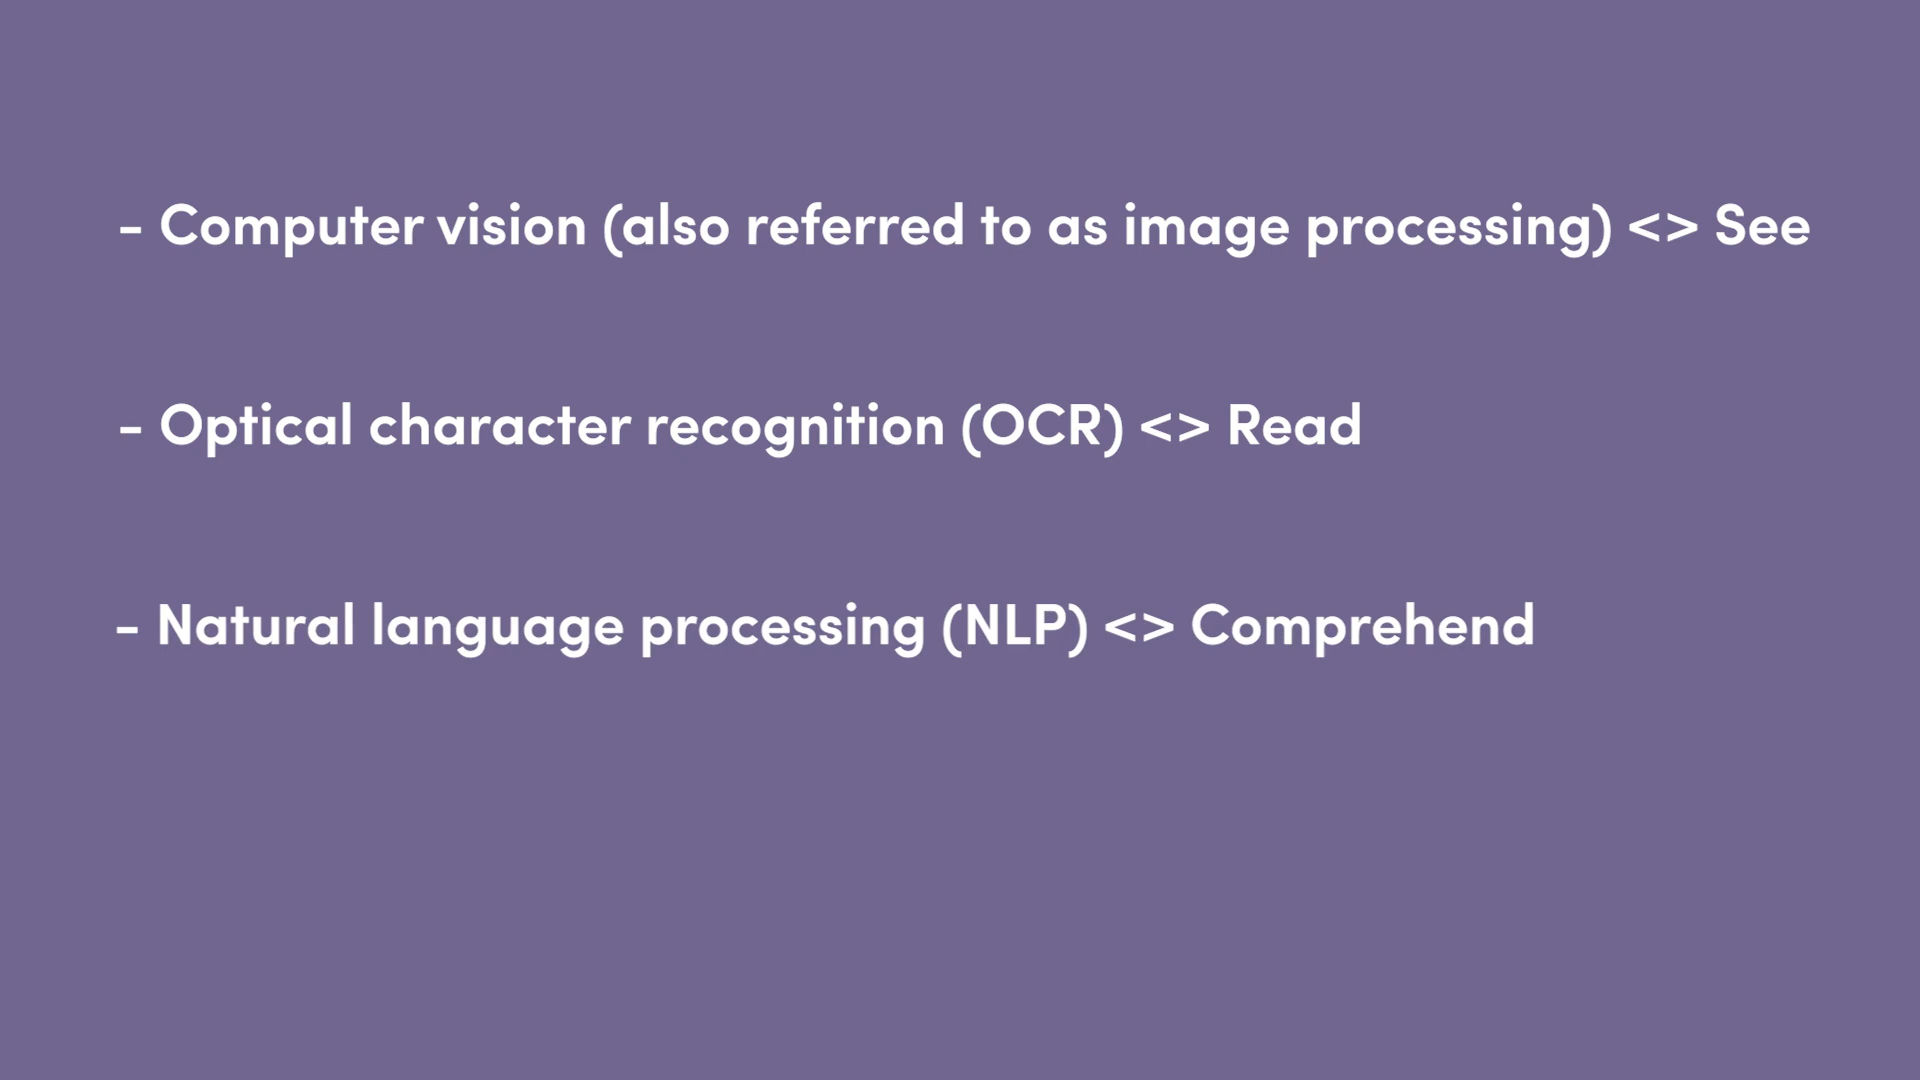 - Computer vision (also referred to as image processing) <> See
- Optical character recognition (OCR) <> Read
- Natural language processing (NLP) <> Comprehend